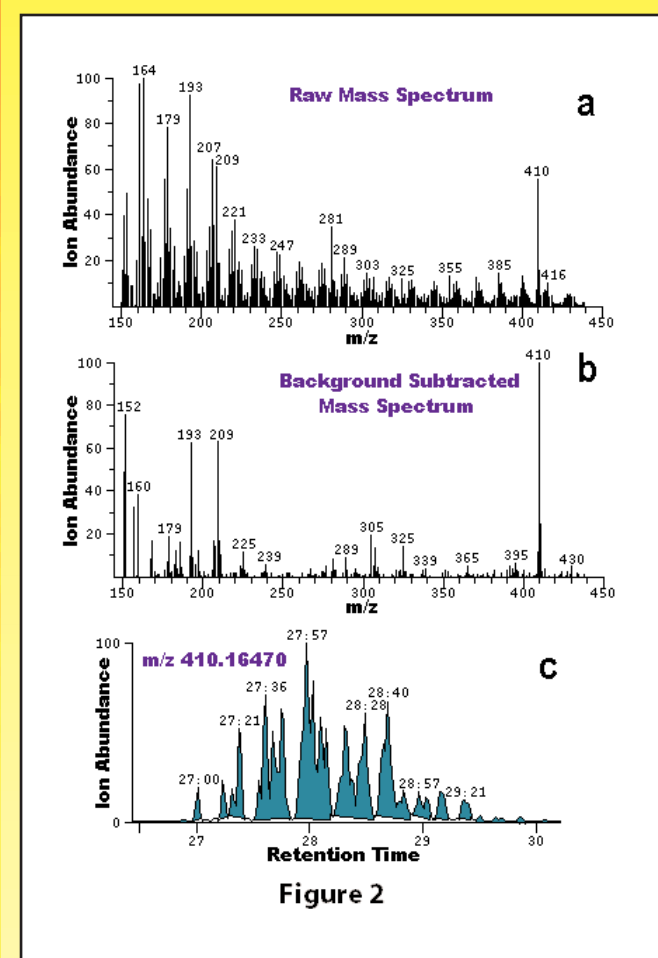 164
193
100
Raw Mass Spectrum
a
80
179
207
209
410
60
Ion Abundance
40
221
281
233
247
289
20
303
325
355
385
416
150 200 250 300 350 400 450
m/z
410
100
Background Subtracted
Mass Spectrum
b
80
152
193 209
60
Ion Abundance
40
160
20
179
225
239
289
305
325
339
365
395
430
150 200 250 300 350 400 450
m/z
27:57
100
m/z 410.16470
c
27:36
28:40
28:28
27:21
Ion Abundance
27:00
28:57
29:21
0
27 28 29 30
Retention Time
Figure 2